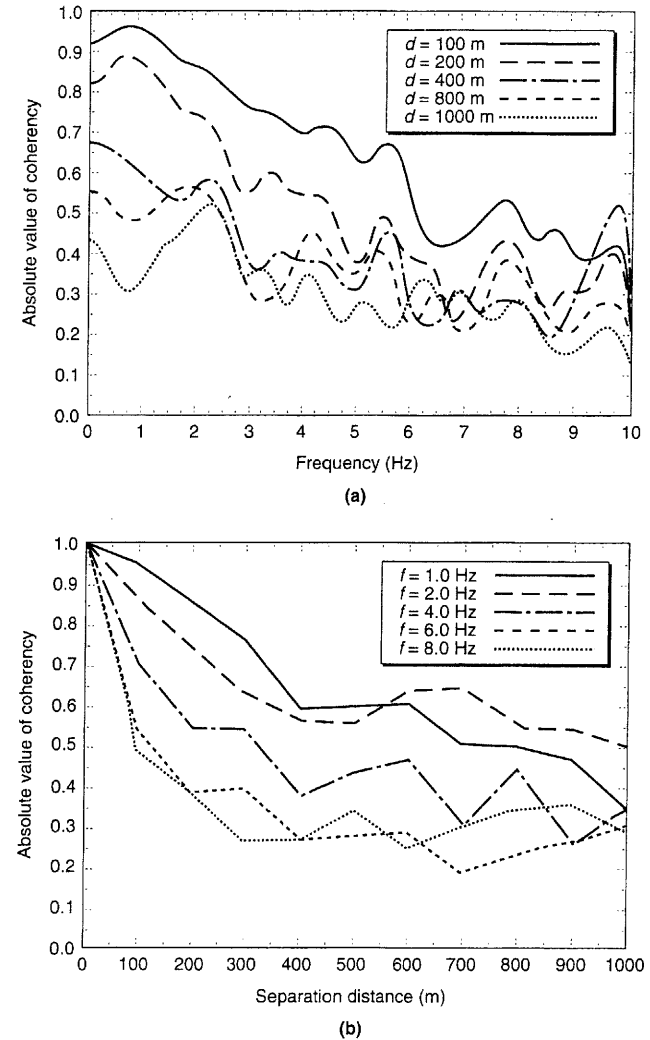 1.0
0.9
0.8
0.7
0.6
0.5
0.4
0.3
0.2
0.1
0.0
Absolute value of coherency
d = 100 m
d = 200 m
d = 400 m
d = 800 m
d = 1000 m
0 1 2 3 4 5 6 7 8 9 10
Frequency (Hz)
(a)
1.0
0.9
0.8
0.7
0.6
0.5
0.4
0.3
0.2
0.1
0.0
Absolute value of coherency
f = 1.0 Hz
f = 2.0 Hz
f = 4.0 Hz
f = 6.0 Hz
f = 8.0 Hz
0 100 200 300 400 500 600 700 800 900 1000
Separation distance (m)
(b)